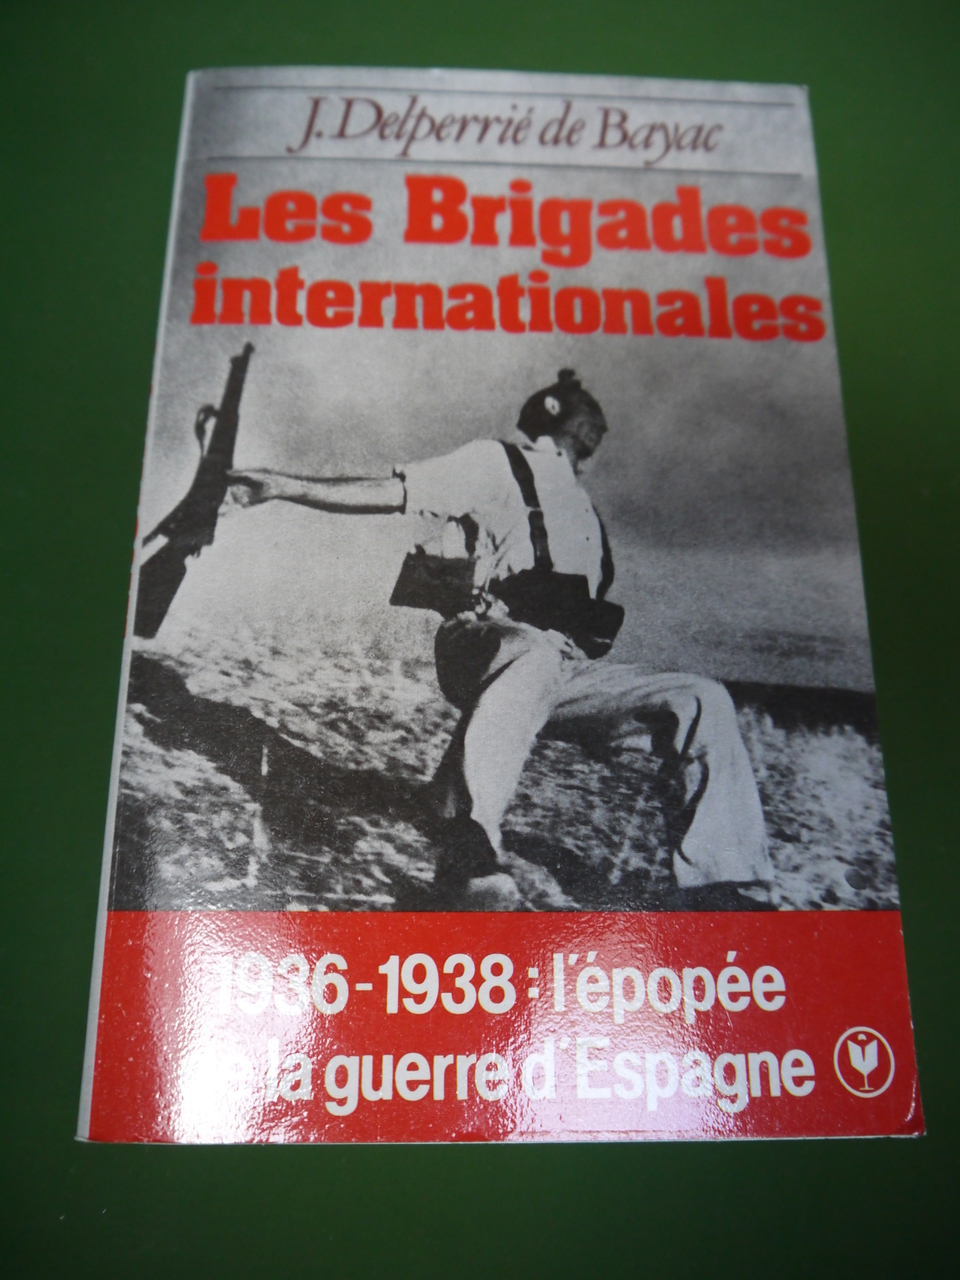 J. Delperrié de Bayac
Les Brigades
internationales
1936-1938 : l'épopée
de la guerre d'Espagne